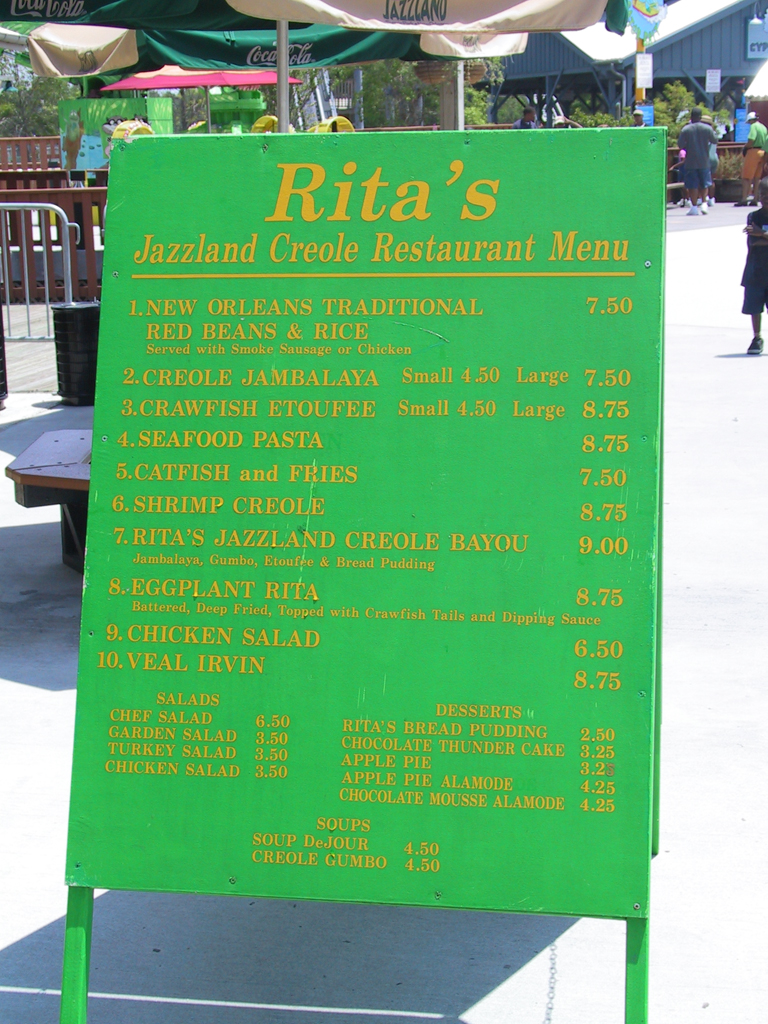 Coca-Cola
JAZZLAND
Coca-Cola
CYP
Rita's
Jazzland Creole Restaurant Menu
1. NEW ORLEANS TRADITIONAL 7.50
RED BEANS & RICE
Served with Smoke Sausage or Chicken
2. CREOLE JAMBALAYA Small 4.50 Large 7.50
3. CRAWFISH ETOUFEE Small 4.50 Large 8.75
4. SEAFOOD PASTA 8.75
5. CATFISH and FRIES 7.50
6. SHRIMP CREOLE 8.75
7. RITA'S JAZZLAND CREOLE BAYOU 9.00
Jambalaya, Gumbo, Etoufee & Bread Pudding
8. EGGPLANT RITA 8.75
Battered, Deep Fried, Topped with Crawfish Tails and Dipping Sauce
9. CHICKEN SALAD 6.50
10. VEAL IRVIN 8.75
SALADS
CHEF SALAD 6.50
GARDEN SALAD 3.50
TURKEY SALAD 3.50
CHICKEN SALAD 3.50
DESSERTS
RITA'S BREAD PUDDING 2.50
CHOCOLATE THUNDER CAKE 3.25
APPLE PIE
APPLE PIE ALAMODE 4.25
CHOCOLATE MOUSSE ALAMODE 4.25
SOUPS
SOUP DeJOUR 4.50
CREOLE GUMBO 4.50